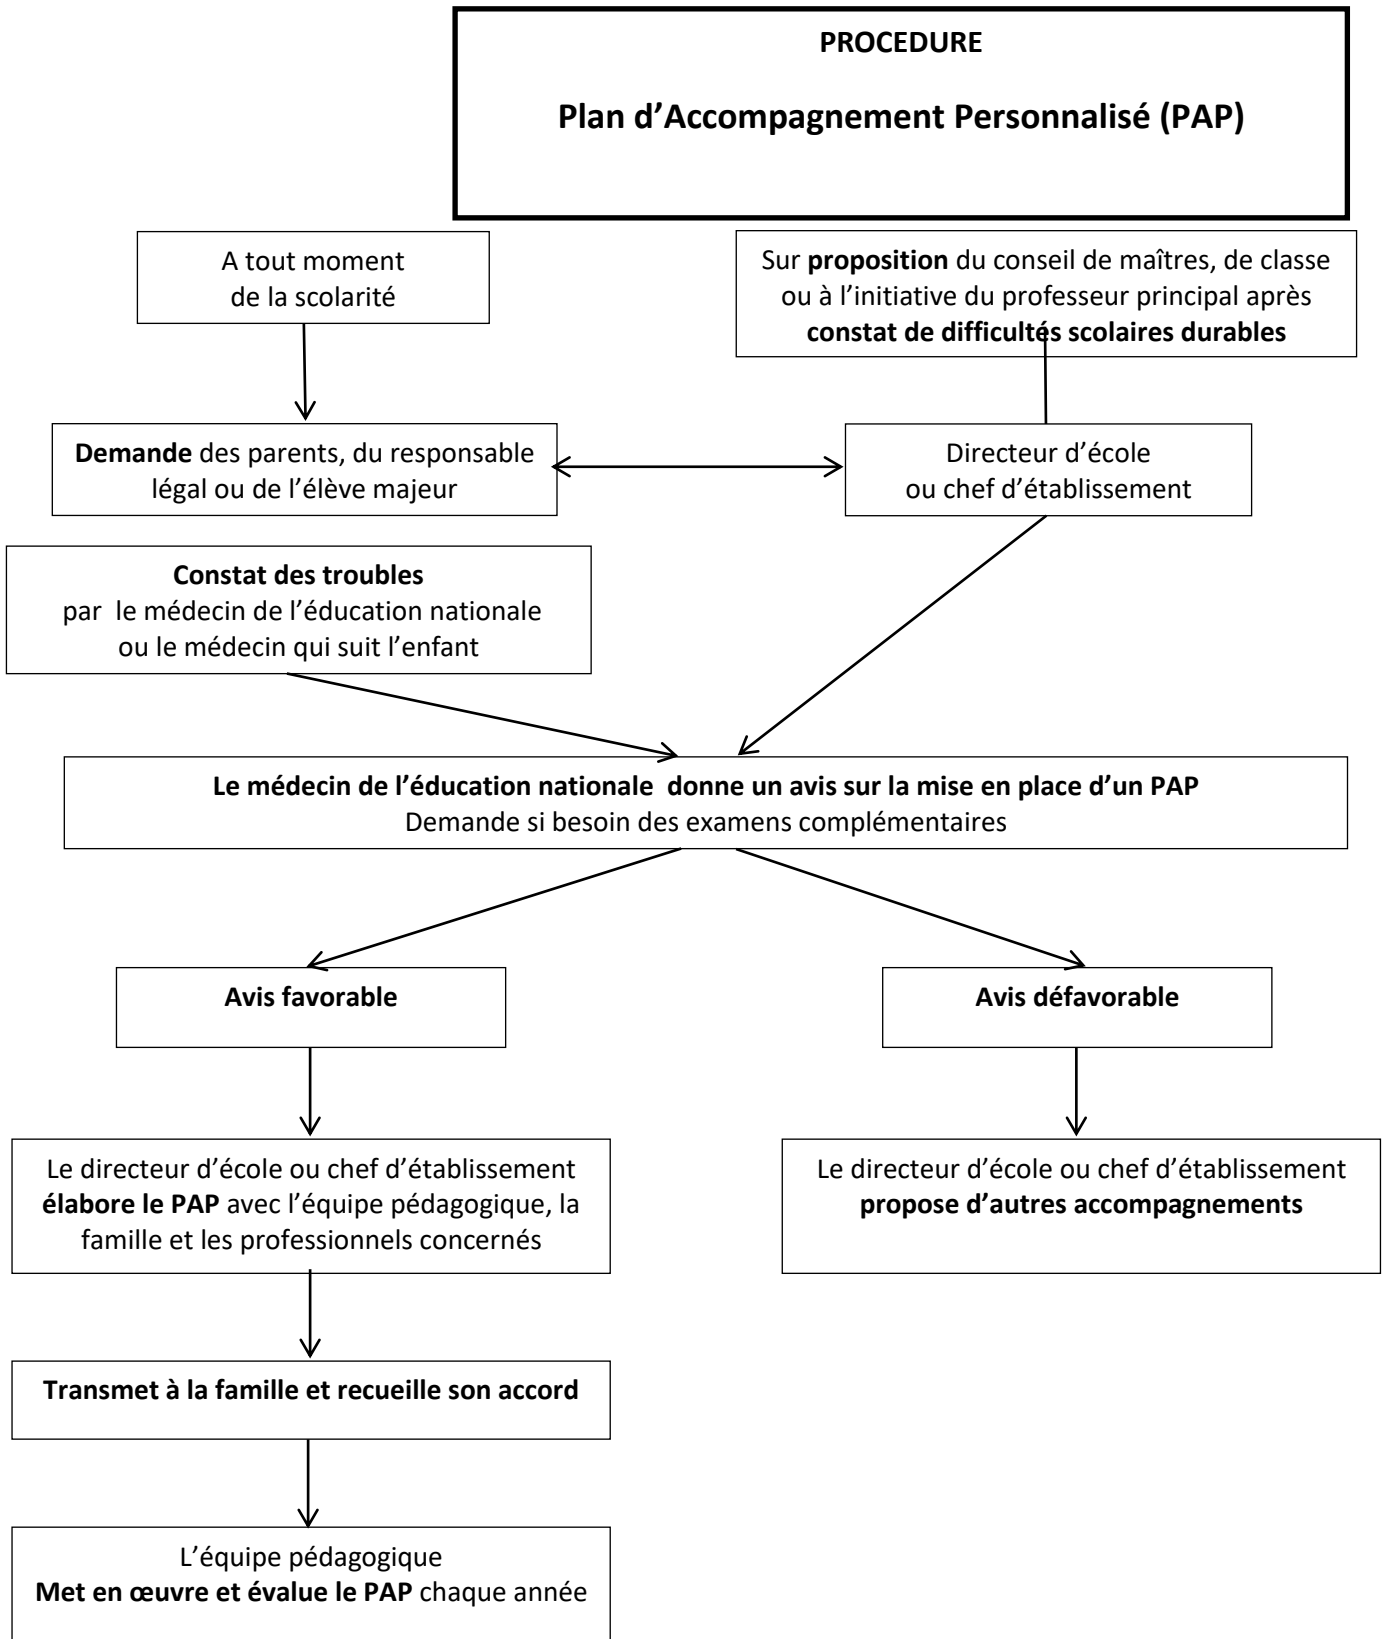 PROCEDURE
Plan d’Accompagnement Personnalisé (PAP)
A tout moment
de la scolarité
Sur proposition du conseil de maîtres, de classe
ou à l’initiative du professeur principal après
constat de difficultés scolaires durables
Demande des parents, du responsable
légal ou de l’élève majeur
Directeur d’école
ou chef d’établissement
Constat des troubles
par le médecin de l’éducation nationale
ou le médecin qui suit l’enfant
Le médecin de l’éducation nationale donne un avis sur la mise en place d’un PAP
Demande si besoin des examens complémentaires
Avis favorable
Avis défavorable
Le directeur d’école ou chef d’établissement
élabore le PAP avec l’équipe pédagogique, la
famille et les professionnels concernés
Le directeur d’école ou chef d’établissement
propose d’autres accompagnements
Transmet à la famille et recueille son accord
L’équipe pédagogique
Met en œuvre et évalue le PAP chaque année